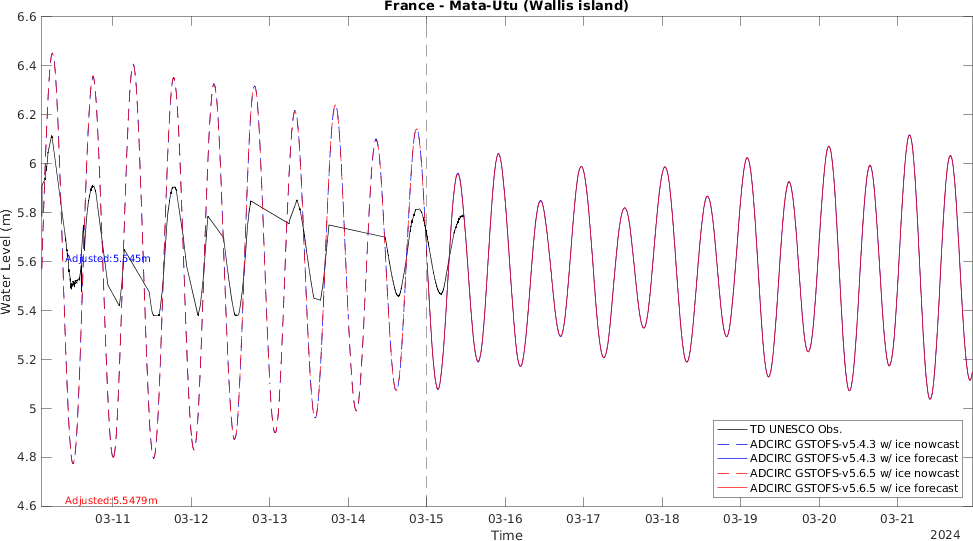 France - Mata-Utu (Wallis island)
6.6
6.4
6.2
6
5.8
5.6
5.4
5.2
5
4.8
4.6
Water Level (m)
Adjusted:5.545m
Adjusted:5.5479m
TD UNESCO Obs.
ADCIRC GSTOFS-v5.4.3 w/ ice nowcast
ADCIRC GSTOFS-v5.4.3 w/ ice forecast
ADCIRC GSTOFS-v5.6.5 w/ ice nowcast
ADCIRC GSTOFS-v5.6.5 w/ ice forecast
03-11 03-12 03-13 03-14 03-15 03-16 03-17 03-18 03-19 03-20 03-21
Time
2024